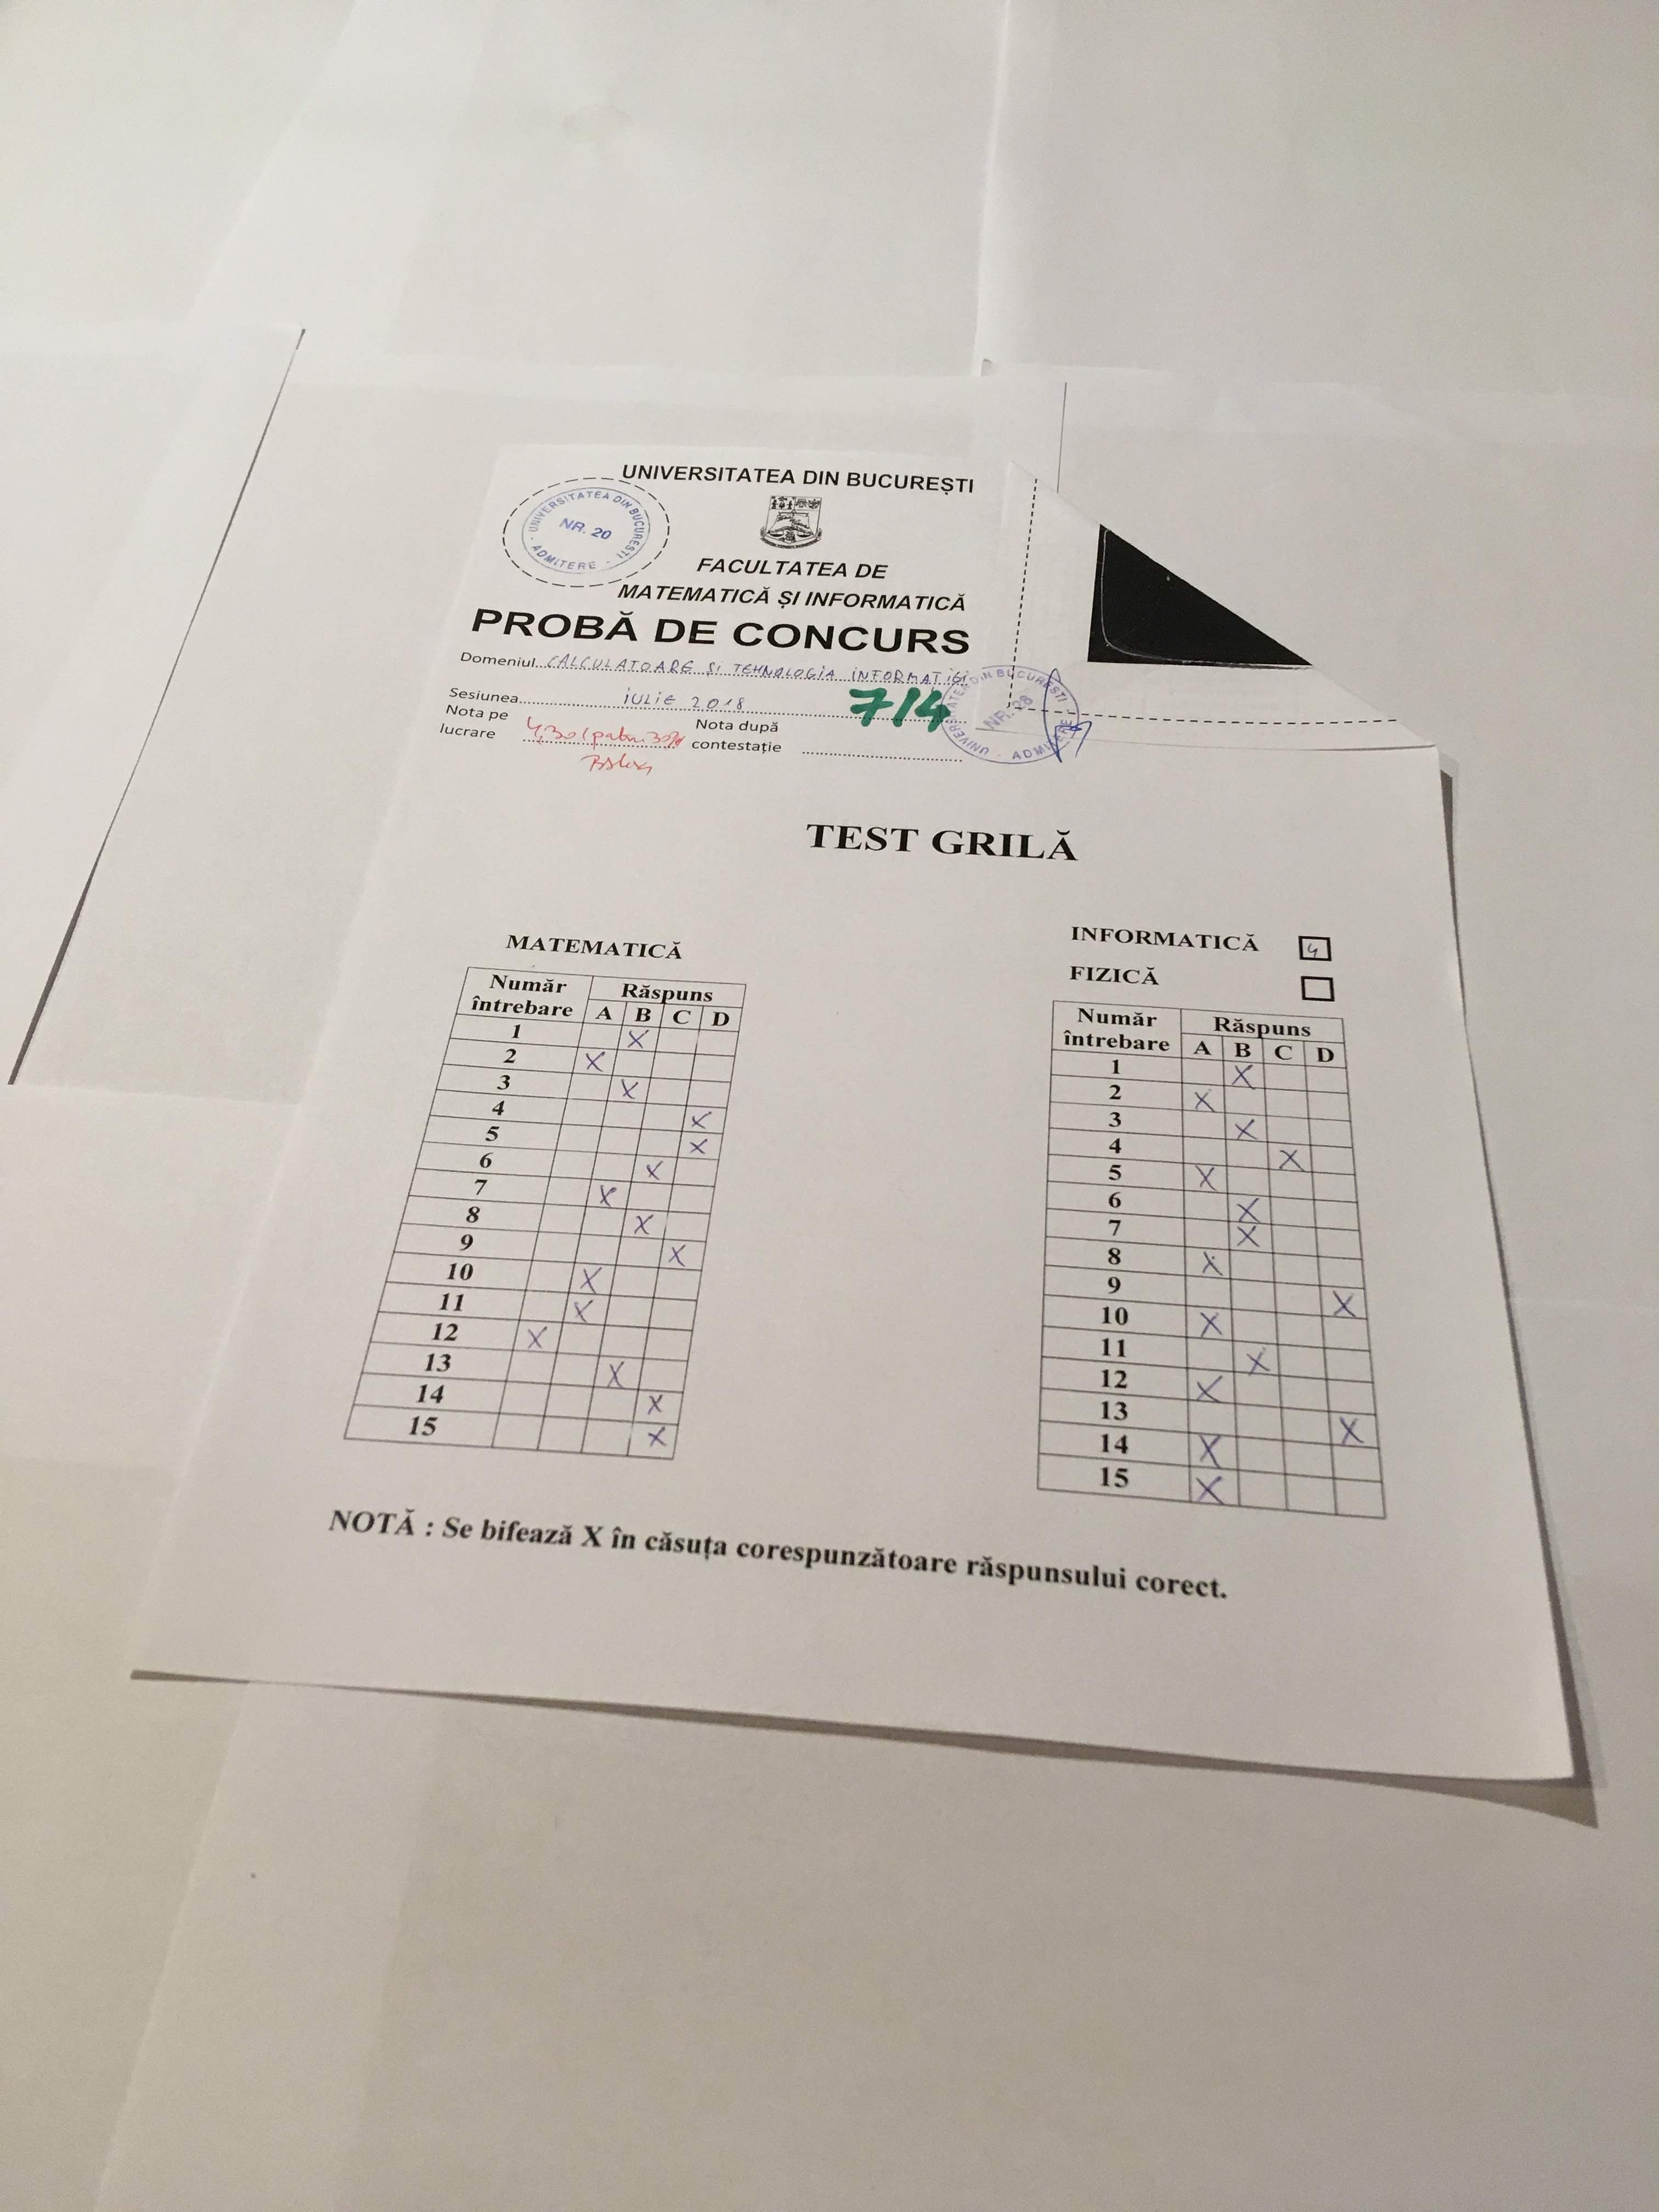 UNIVERSITATEA DIN BUCUREȘTI
UNIVERSITATEA DIN BUCUREȘTI
NR. 20
ADMITERE
FACULTATEA DE
MATEMATICĂ ȘI INFORMATICĂ
PROBĂ DE CONCURS
Domeniul CALCULATOARE ȘI TEHNOLOGIA INFORMAȚIEI
Sesiunea IULIE 2018
714
UNIVERSITATEA DIN BUCURESTI
NR. 28
ADMITERE
Nota pe lucrare 4,30 (patru 30%)
Nota după contestație
TEST GRILĂ
MATEMATICĂ
Număr întrebare Răspuns
A B C D
1 X
2 X
3 X
4 X
5 X
6 X
7 X
8 X
9 X
10 X
11 X
12 X
13 X
14 X
15 X
INFORMATICĂ 4
FIZICĂ
Număr întrebare Răspuns
A B C D
1 X
2 X
3 X
4 X
5 X
6 X
7 X
8 X
9 X
10 X
11 X
12 X
13 X
14 X
15 X
NOTĂ : Se bifează X în căsuța corespunzătoare răspunsului corect.